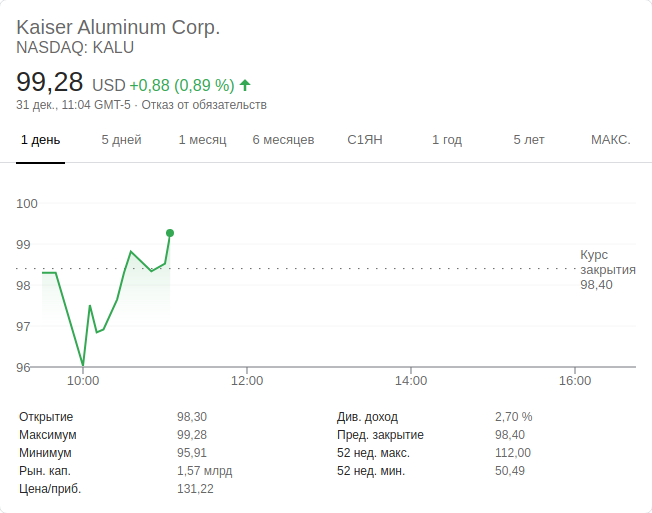 Kaiser Aluminum Corp.
NASDAQ: KALU
99,28 USD +0,88 (0,89 %)
31 дек., 11:04 GMT-5 · Отказ от обязательств
1 день 5 дней 1 месяц 6 месяцев С1ЯН 1 год 5 лет МАКС.
100
99
98
97
96
Курс
закрытия
98,40
10:00 12:00 14:00 16:00
Открытие 98,30
Максимум 99,28
Минимум 95,91
Рын. кап. 1,57 млрд
Цена/приб. 131,22
Див. доход 2,70 %
Пред. закрытие 98,40
52 нед. макс. 112,00
52 нед. мин. 50,49